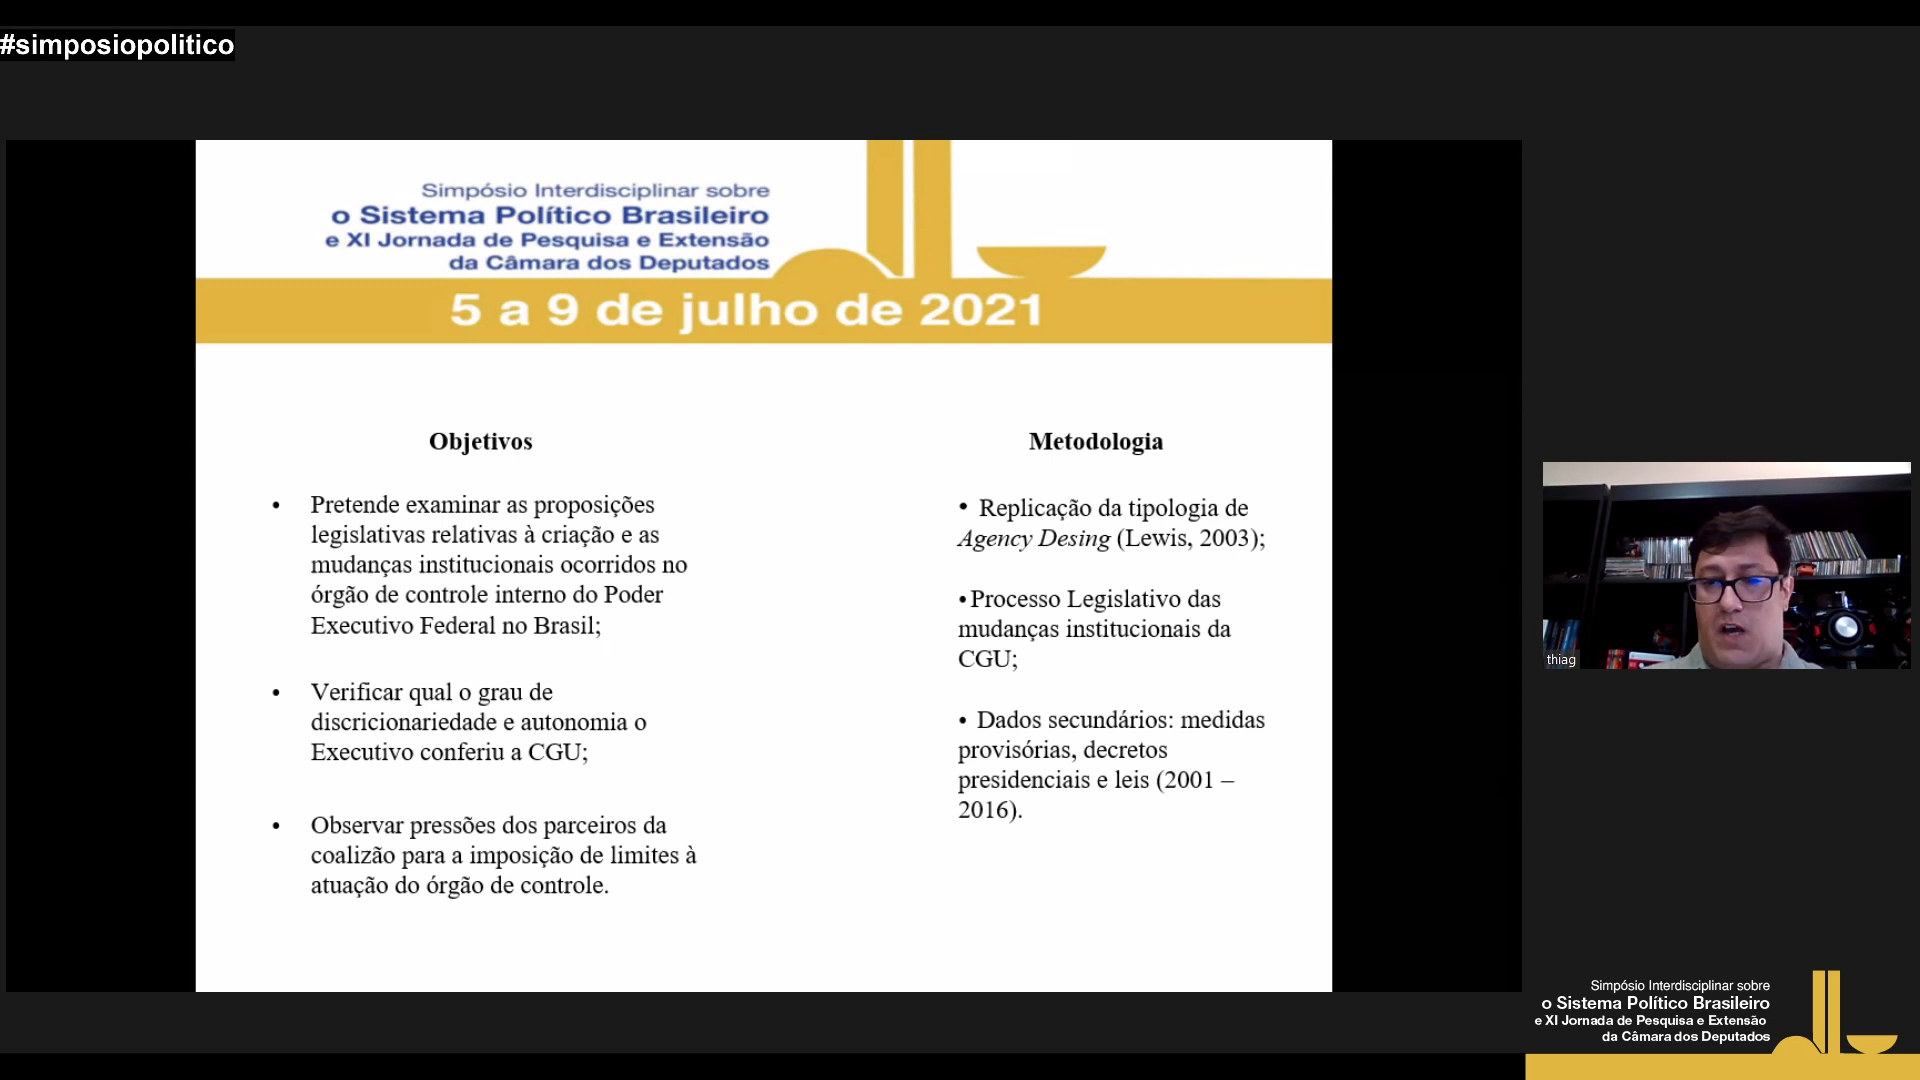 #simposiopolitico
Simpósio Interdisciplinar sobre
o Sistema Político Brasileiro
e XI Jornada de Pesquisa e Extensão
da Câmara dos Deputados
5 a 9 de julho de 2021
Objetivos
• Pretende examinar as proposições
legislativas relativas à criação e as
mudanças institucionais ocorridos no
órgão de controle interno do Poder
Executivo Federal no Brasil;
• Verificar qual o grau de
discricionariedade e autonomia o
Executivo conferiu a CGU;
• Observar pressões dos parceiros da
coalizão para a imposição de limites à
atuação do órgão de controle.
Metodologia
• Replicação da tipologia de
Agency Desing (Lewis, 2003);
• Processo Legislativo das
mudanças institucionais da
CGU;
• Dados secundários: medidas
provisórias, decretos
presidenciais e leis (2001 –
2016).
thiag
Simpósio Interdisciplinar sobre
o Sistema Político Brasileiro
e XI Jornada de Pesquisa e Extensão
da Câmara dos Deputados